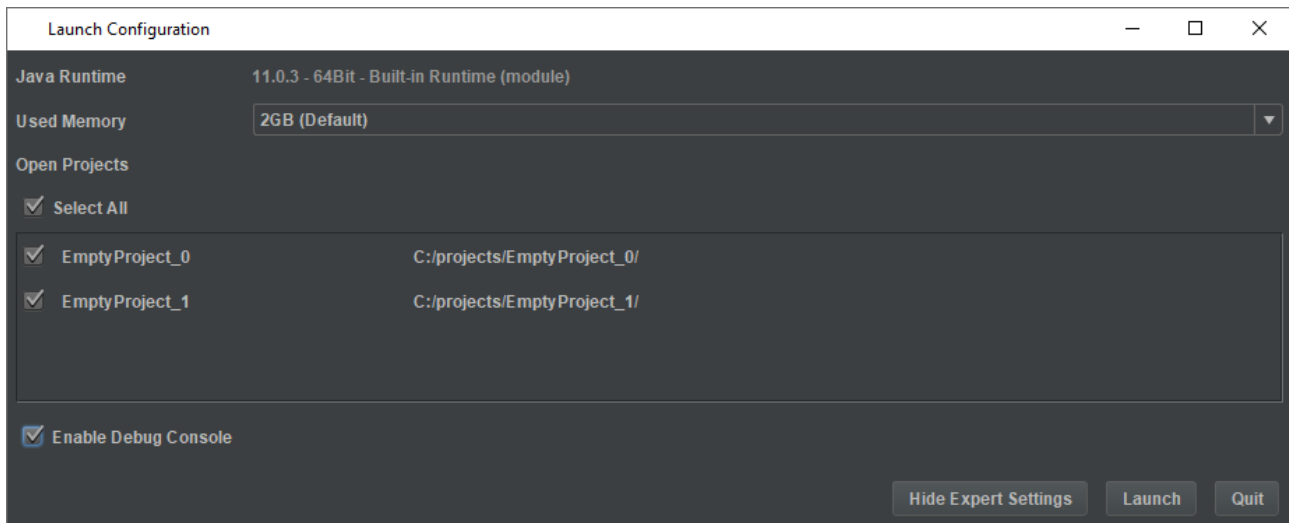 Launch Configuration
Java Runtime 11.0.3 - 64Bit - Built-in Runtime (module)
Used Memory 2GB (Default)
Open Projects
Select All
EmptyProject_0 C:/projects/EmptyProject_0/
EmptyProject_1 C:/projects/EmptyProject_1/
Enable Debug Console
Hide Expert Settings Launch Quit